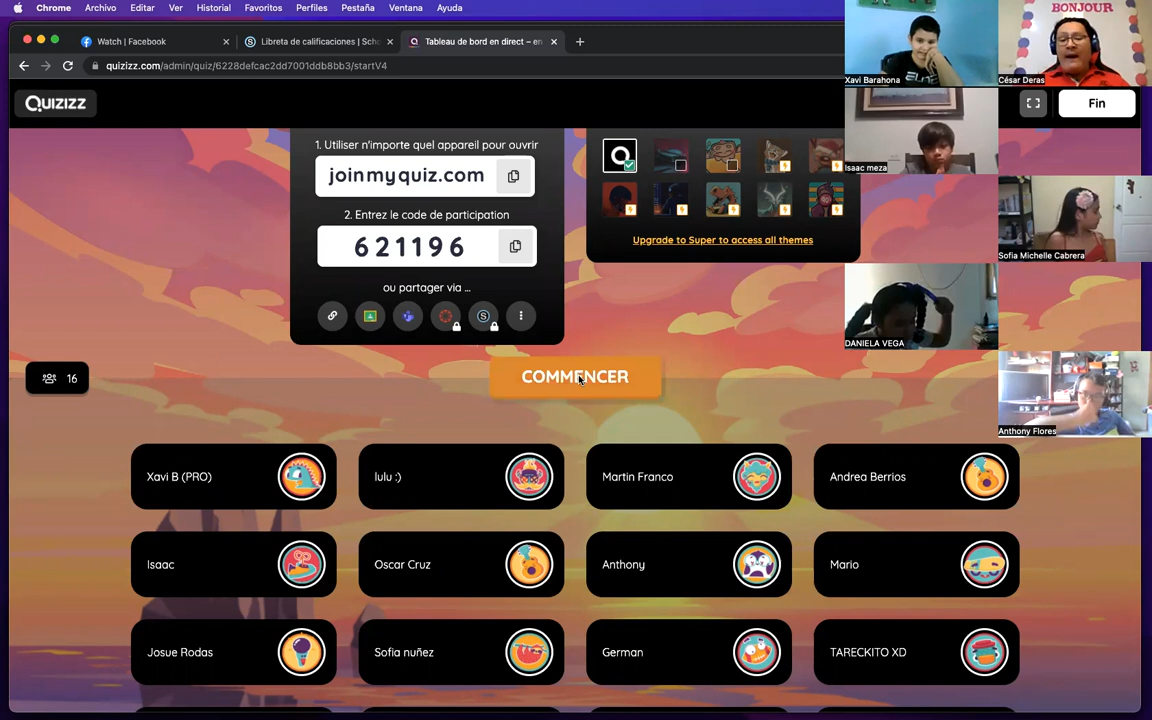 Chrome Archivo Editar Ver Historial Favoritos Perfiles Pestaña Ventana Ayuda
Watch | Facebook
Libreta de calificaciones | Scho
Tableau de bord en direct – en
quizizz.com/admin/quiz/6228defcac2dd7001ddb8bb3/startV4
BONJOUR
Xavi Barahona
César Deras
QUIZIZZ
Fin
1. Utiliser n'importe quel appareil pour ouvrir
joinmyquiz.com
2. Entrez le code de participation
621196
ou partager via ...
Upgrade to Super to access all themes
Isaac meza
Sofia Michelle Cabrera
DANIELA VEGA
Anthony Flores
16
COMMENCER
Xavi B (PRO)
lulu :)
Martin Franco
Andrea Berrios
Isaac
Oscar Cruz
Anthony
Mario
Josue Rodas
Sofia nuñez
German
TARECKITO XD